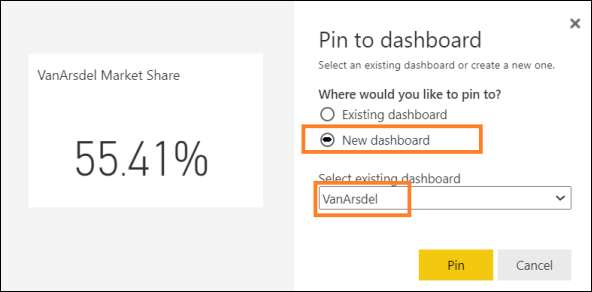 VanArsdel Market Share
55.41%
Pin to dashboard
Select an existing dashboard or create a new one.
Where would you like to pin to?
Existing dashboard
New dashboard
Select existing dashboard
VanArsdel
Pin
Cancel